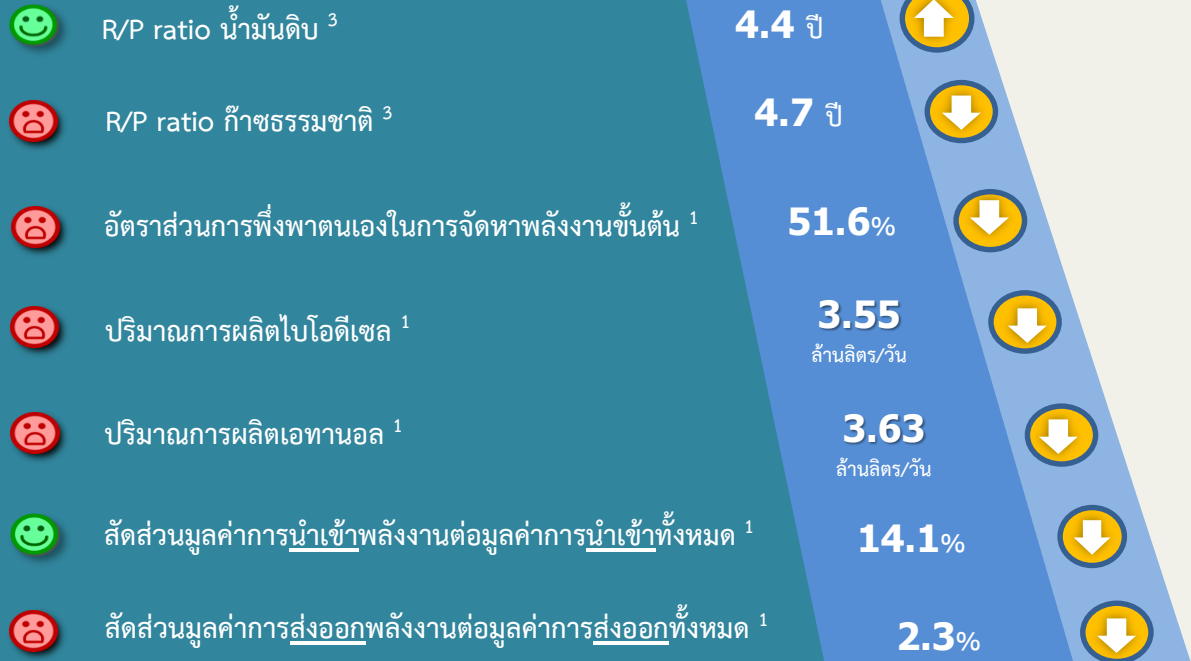 R/P ratio น้ำมันดิบ ³ 4.4 ปี
R/P ratio ก๊าซธรรมชาติ ³ 4.7 ปี
อัตราส่วนการพึ่งพาตนเองในการจัดหาพลังงานขั้นต้น ¹ 51.6%
ปริมาณการผลิตไบโอดีเซล ¹ 3.55
ล้านลิตร/วัน
ปริมาณการผลิตเอทานอล ¹ 3.63
ล้านลิตร/วัน
สัดส่วนมูลค่าการนำเข้าพลังงานต่อมูลค่าการนำเข้าทั้งหมด ¹ 14.1%
สัดส่วนมูลค่าการส่งออกพลังงานต่อมูลค่าการส่งออกทั้งหมด ¹ 2.3%